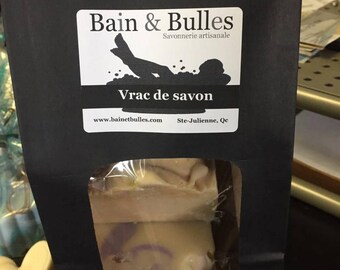 Bain & Bulles
Savonnerie artisanale
Vrac de savon
www.bainetbulles.com Ste-Julienne, Qc